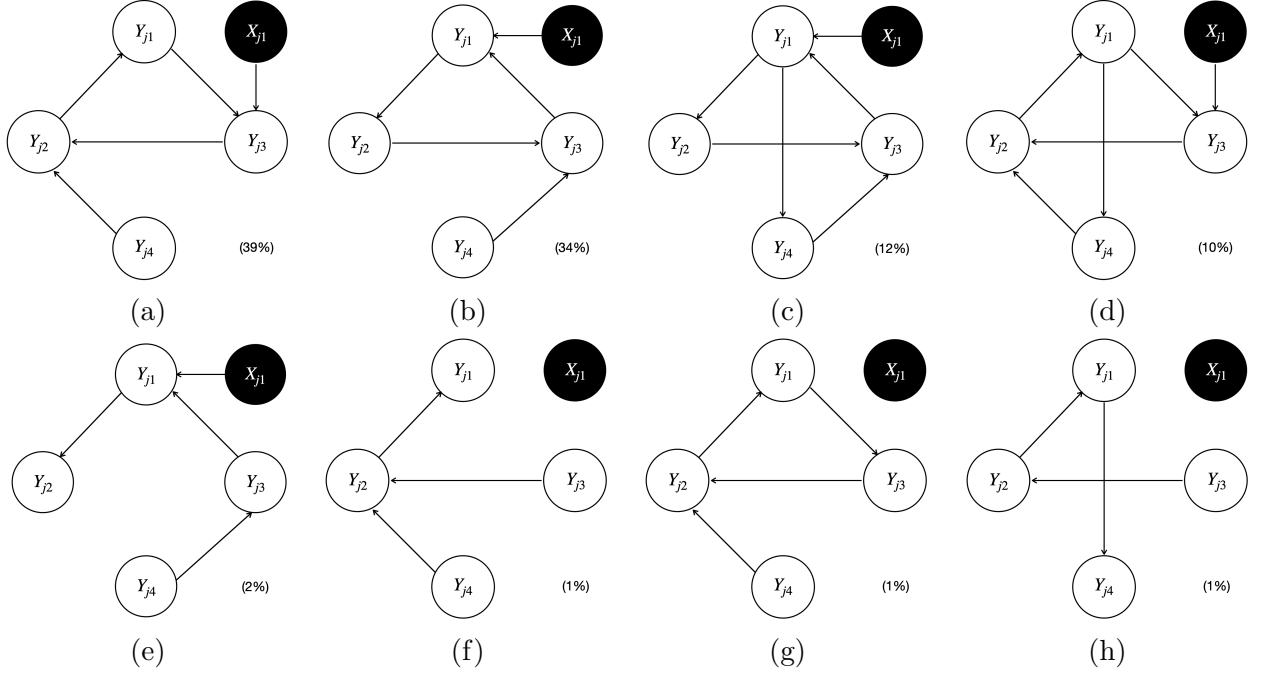 Y_{j1} X_{j1} Y_{j1} X_{j1} Y_{j1} X_{j1} Y_{j1} X_{j1}
Y_{j2} Y_{j3} Y_{j2} Y_{j3} Y_{j2} Y_{j3} Y_{j2} Y_{j3}
Y_{j4} (39%) Y_{j4} (34%) Y_{j4} (12%) Y_{j4} (10%)
(a) (b) (c) (d)
Y_{j1} X_{j1} Y_{j1} X_{j1} Y_{j1} X_{j1} Y_{j1} X_{j1}
Y_{j2} Y_{j3} Y_{j2} Y_{j3} Y_{j2} Y_{j3} Y_{j2} Y_{j3}
Y_{j4} (2%) Y_{j4} (1%) Y_{j4} (1%) Y_{j4} (1%)
(e) (f) (g) (h)